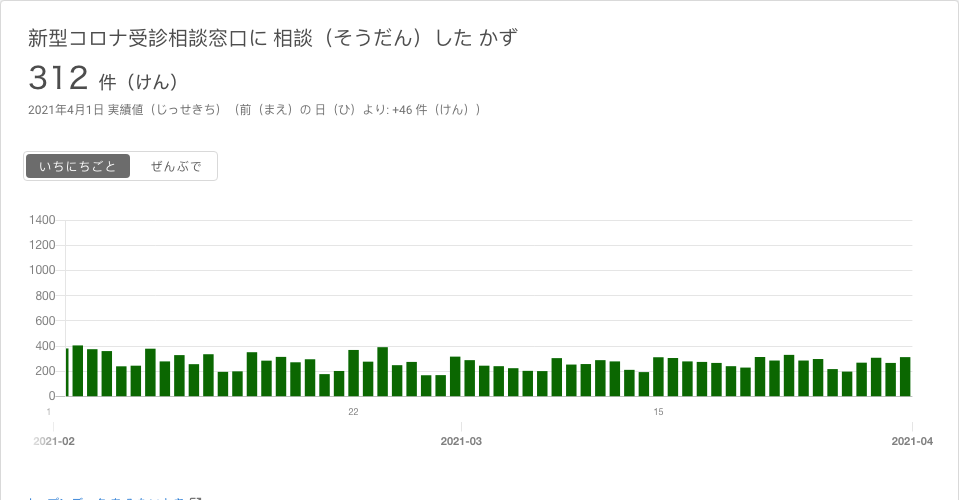 新型コロナ受診相談窓口に 相談（そうだん）した かず
312 件（けん）
2021年4月1日 実績値（じっせきち）（前（まえ）の 日（ひ）より: +46 件（けん））
いちにちごと ぜんぶで
1400
1200
1000
800
600
400
200
0
1 22 15
2021-02 2021-03 2021-04